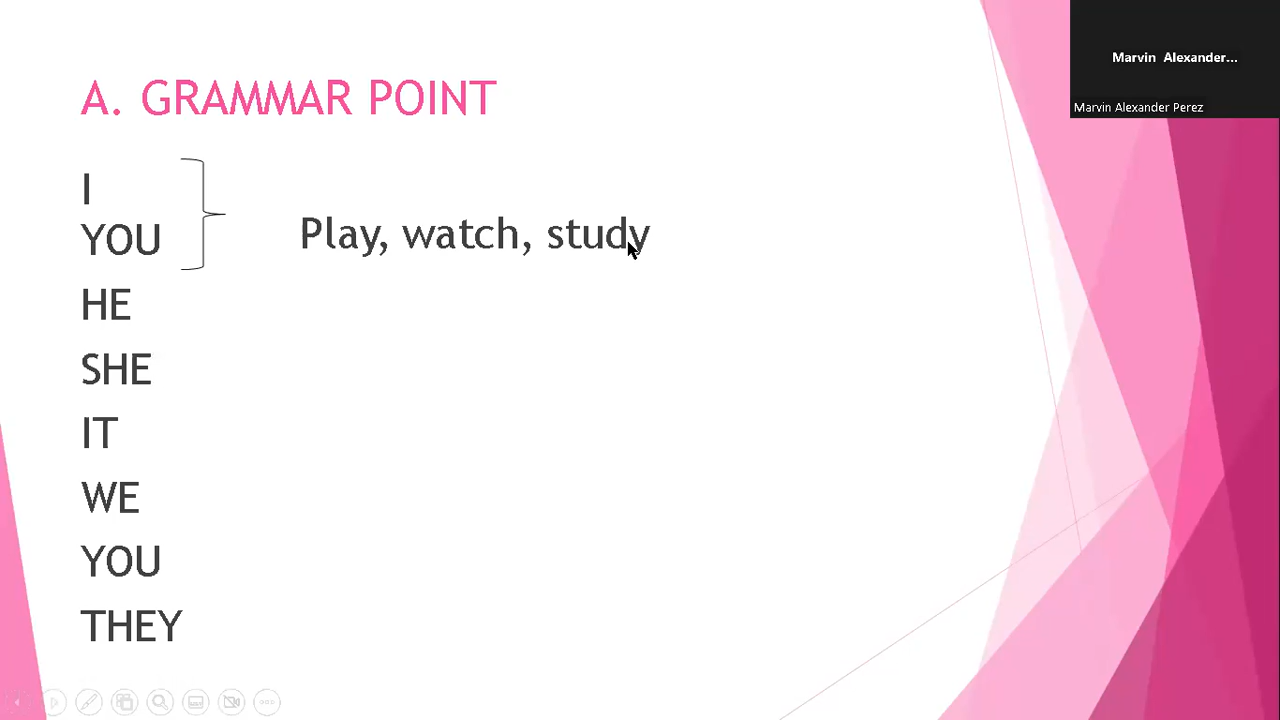 A. GRAMMAR POINT
I
YOU
Play, watch, study
HE
SHE
IT
WE
YOU
THEY
Marvin Alexander...
Marvin Alexander Perez